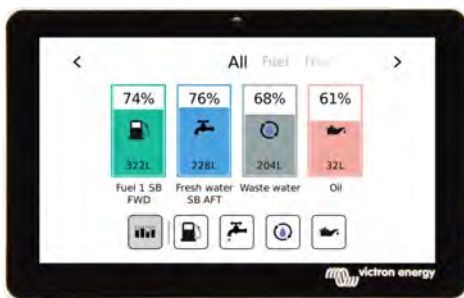 All Fuel
74% 76% 68% 61%
322L 228L 204L 32L
Fuel 1 SB Fresh water Waste water Oil
FWD SB AFT
victron energy